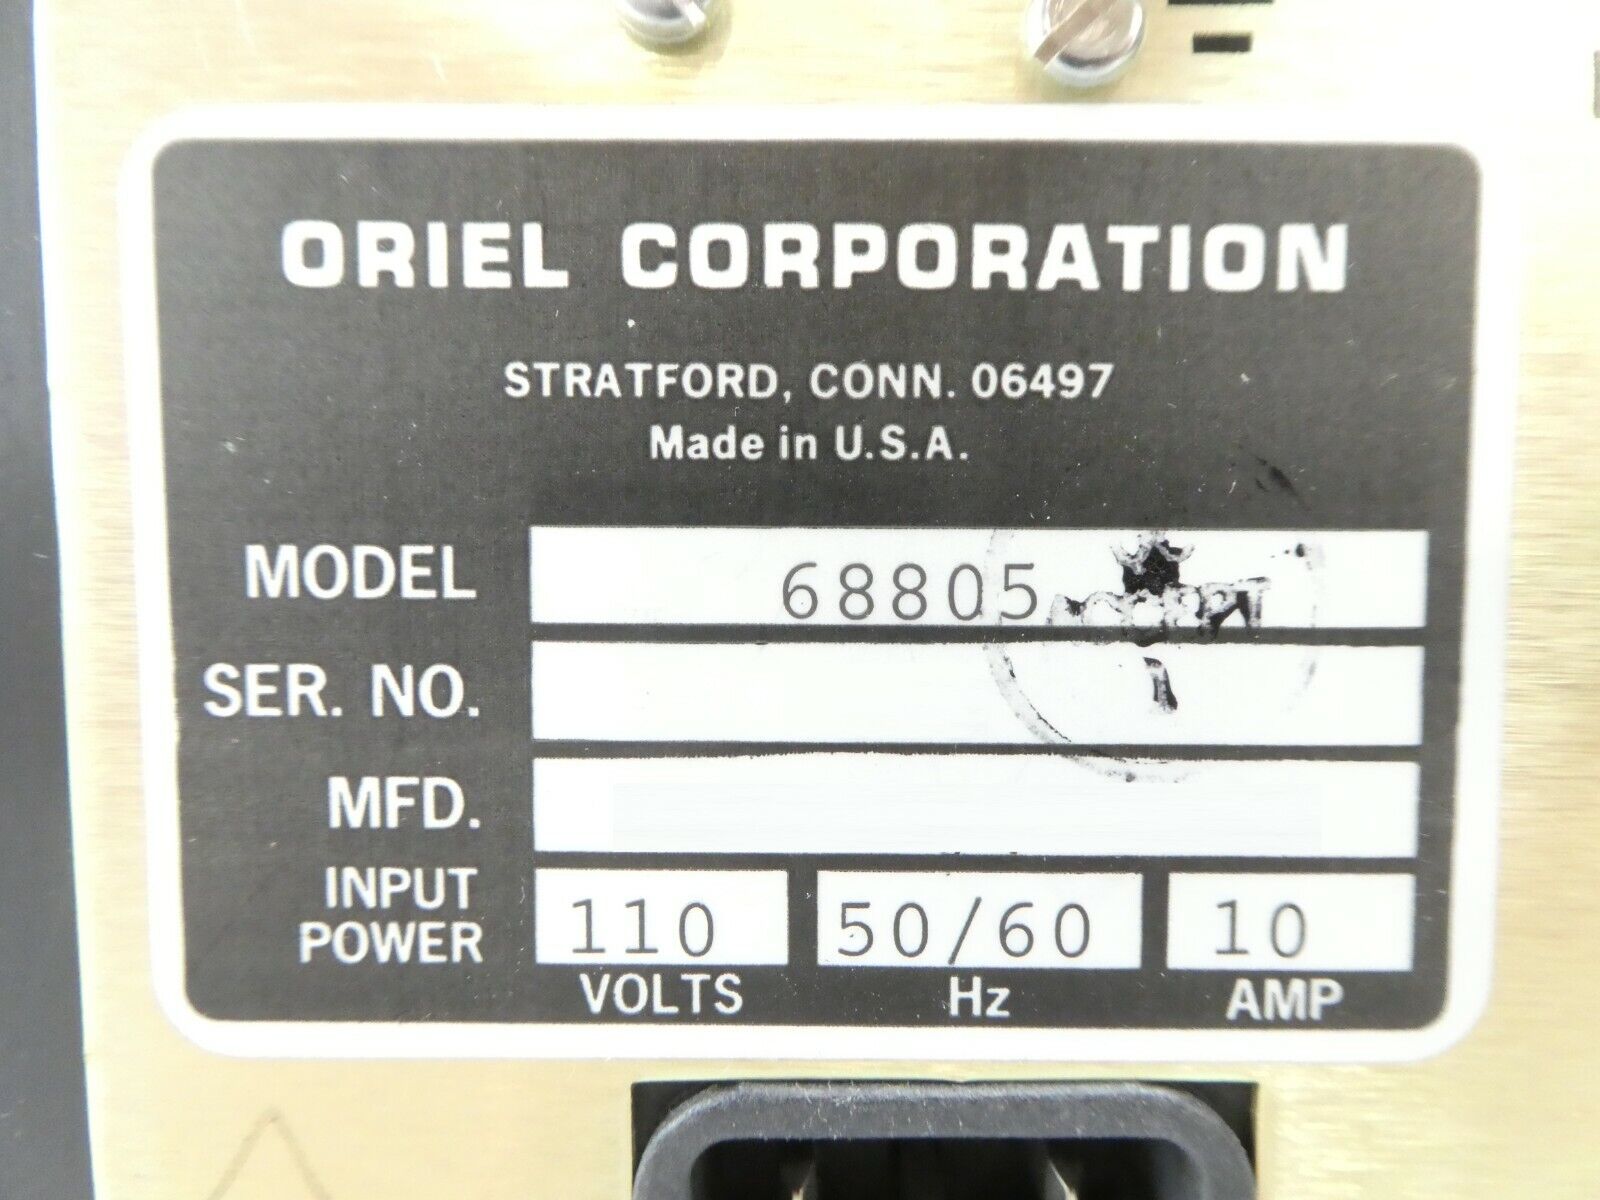 ORIEL CORPORATION
STRATFORD, CONN. 06497
Made in U.S.A.
MODEL 68805
SER. NO.
MFD.
INPUT POWER 110 50/60 10
VOLTS Hz AMP